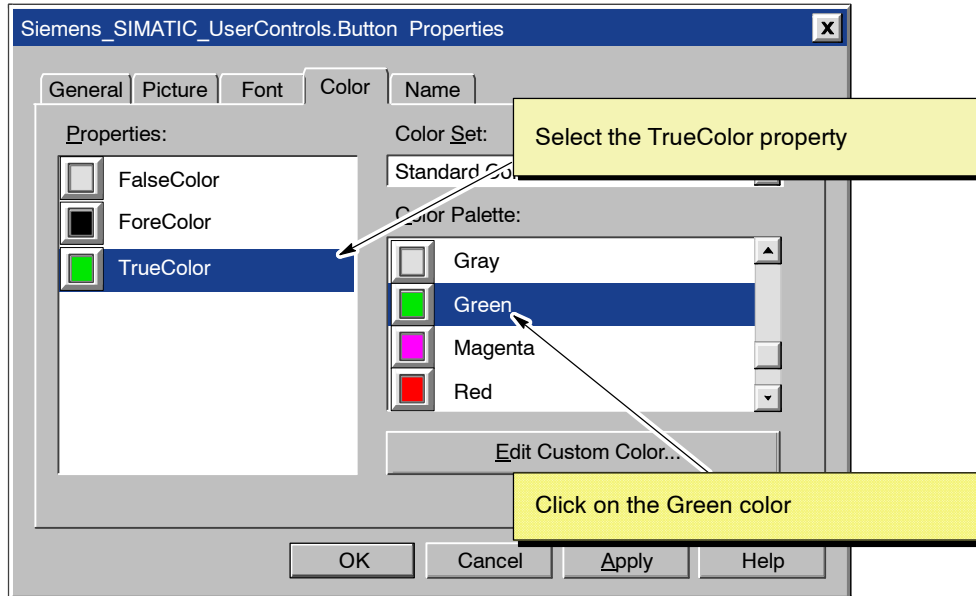 Siemens_SIMATIC_UserControls.Button Properties
General Picture Font Color Name
Properties:
Color Set:
Select the TrueColor property
FalseColor
Standard
ForeColor
Color Palette:
TrueColor
Gray
Green
Magenta
Red
Edit Custom Color...
Click on the Green color
OK Cancel Apply Help